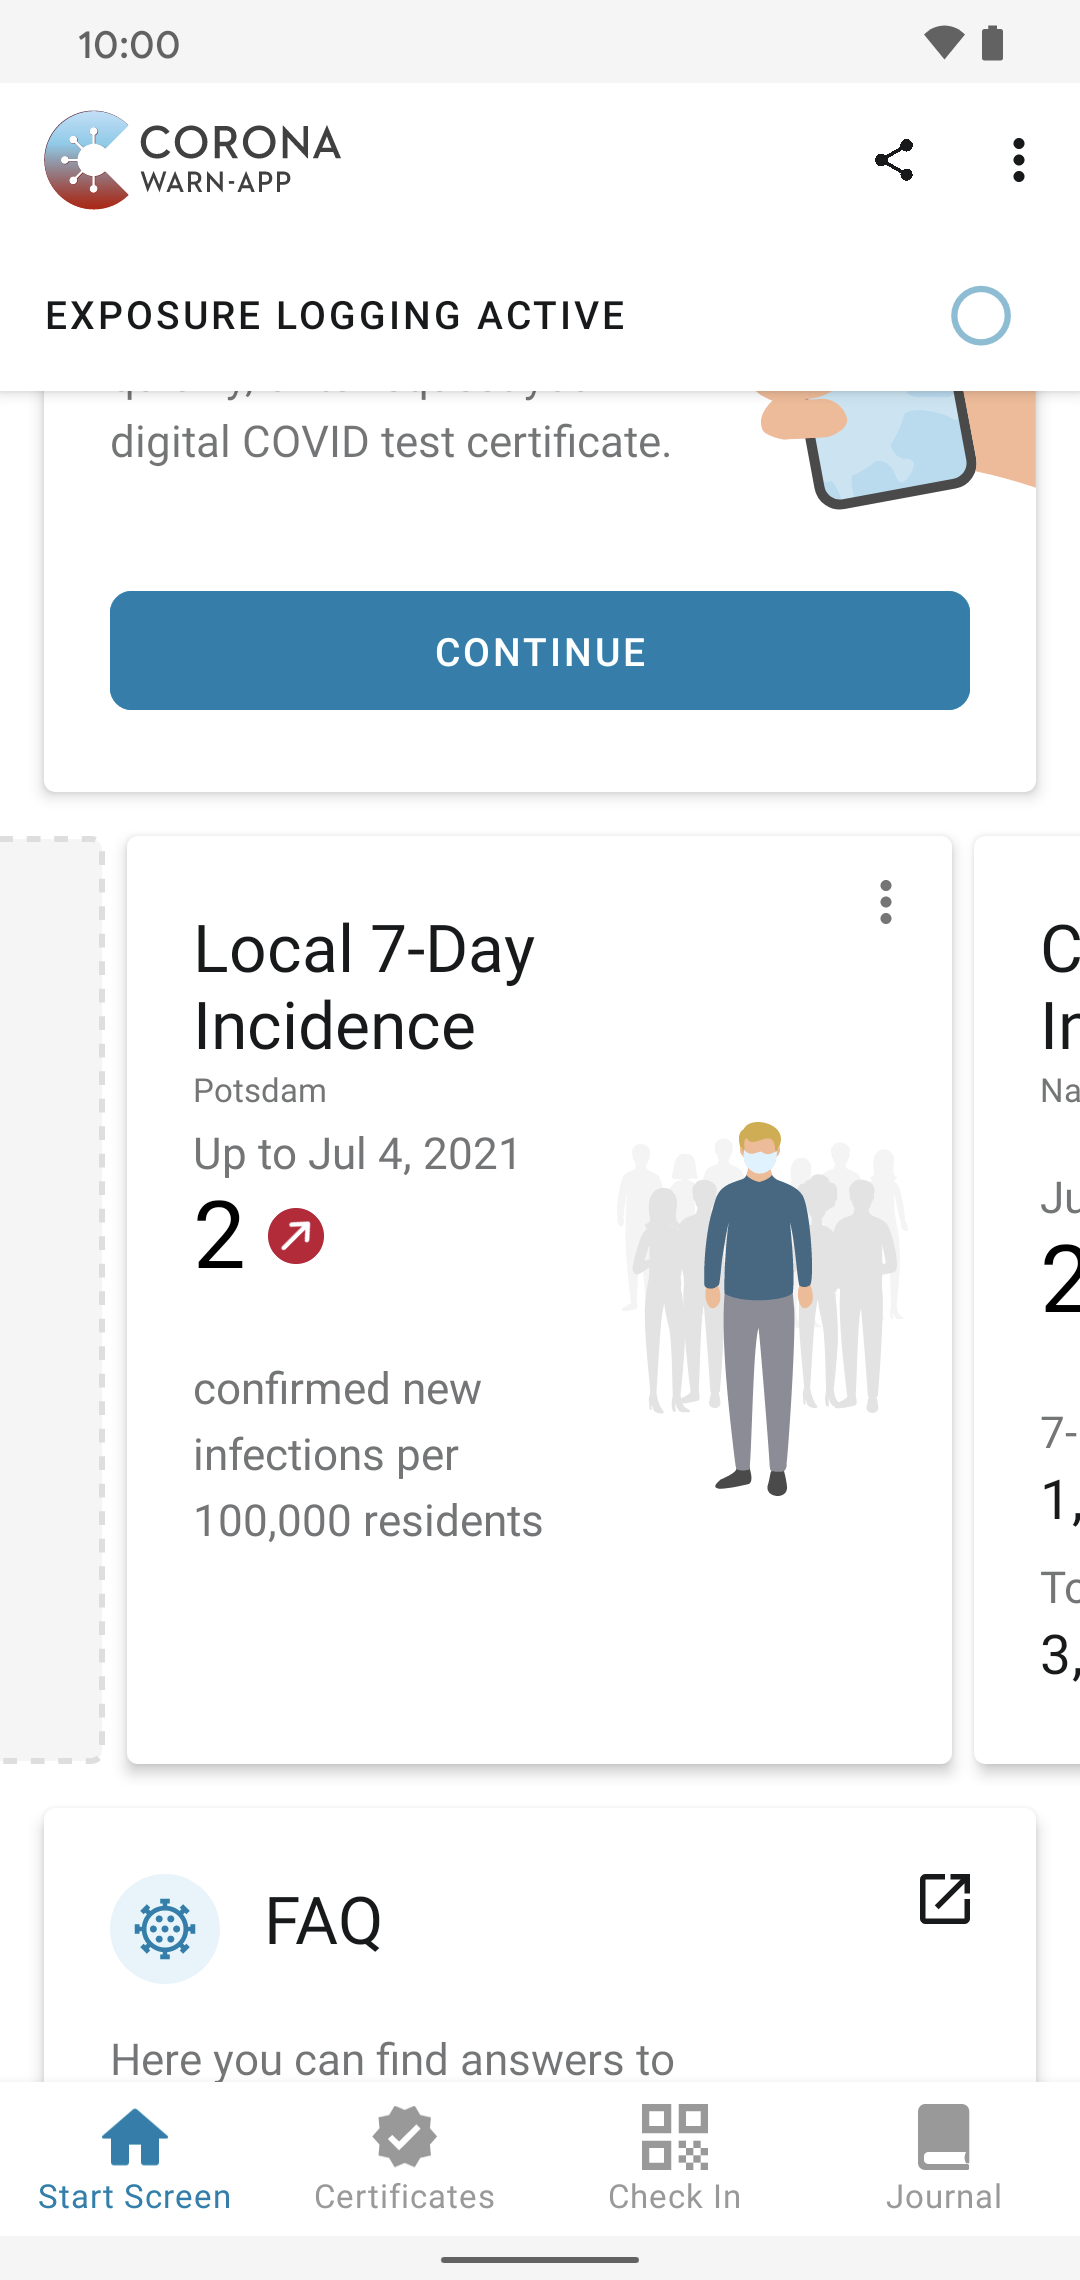 10:00
CORONA
WARN-APP
EXPOSURE LOGGING ACTIVE
digital COVID test certificate.
CONTINUE
Local 7-Day
Incidence
Potsdam
Up to Jul 4, 2021
2
confirmed new
infections per
100,000 residents
C
In
Na
Ju
2
7-
1,
To
3,
FAQ
Here you can find answers to
Start Screen
Certificates
Check In
Journal